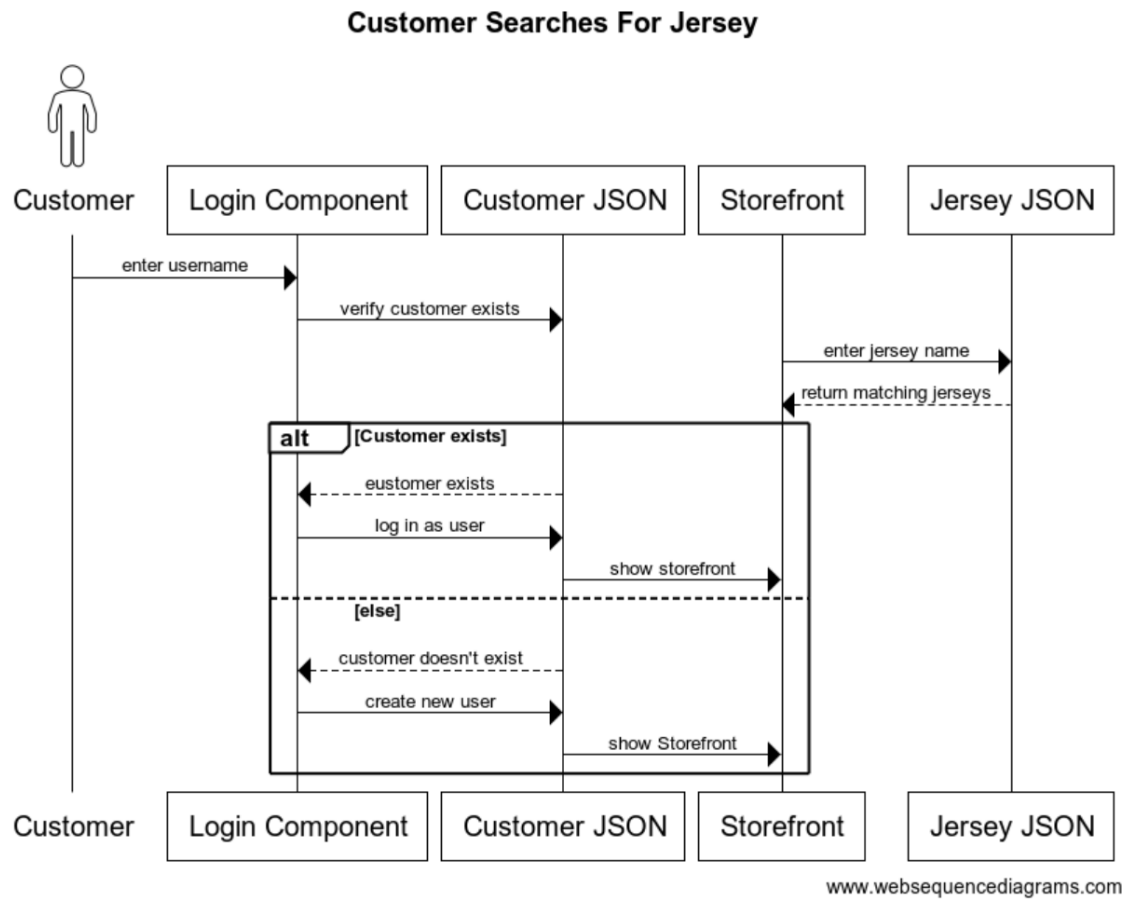 Customer Searches For Jersey
Customer
Login Component
Customer JSON
Storefront
Jersey JSON
enter username
verify customer exists
enter jersey name
return matching jerseys
alt
[Customer exists]
eustomer exists
log in as user
show storefront
[else]
customer doesn't exist
create new user
show Storefront
Customer
Login Component
Customer JSON
Storefront
Jersey JSON
www.websequencediagrams.com